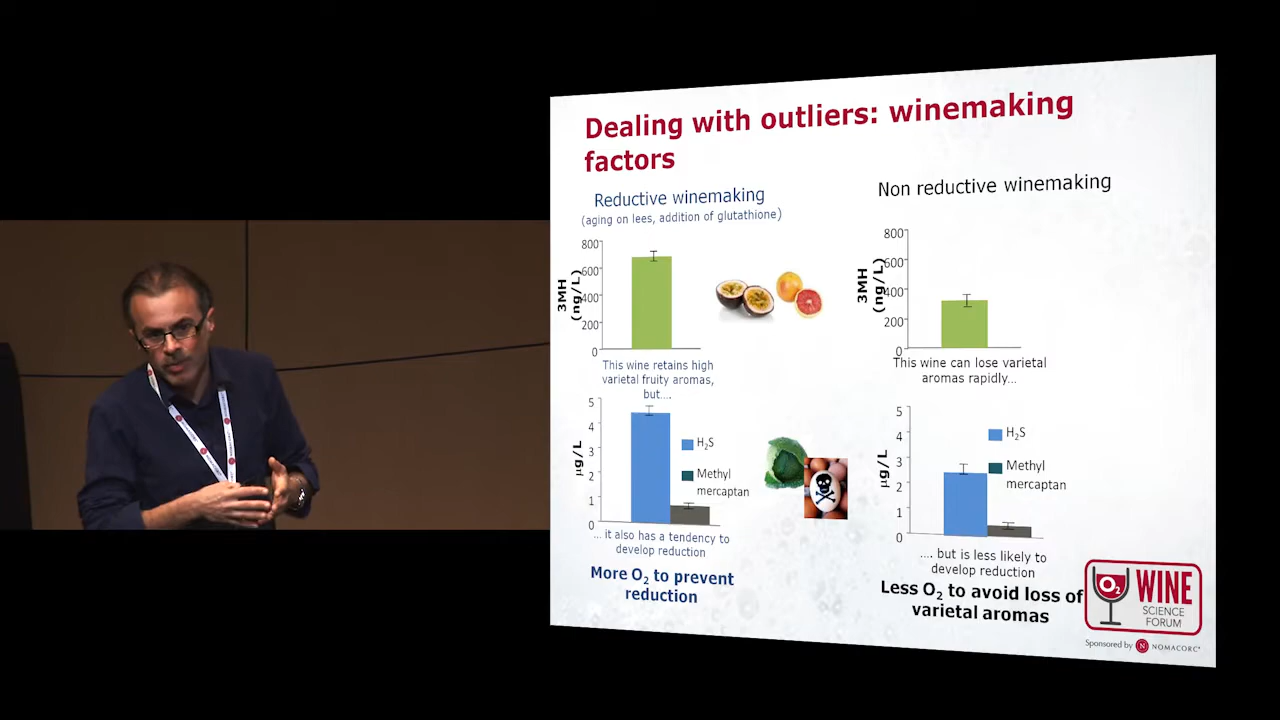 Dealing with outliers: winemaking
factors
Reductive winemaking
(aging on lees, addition of glutathione)
800
600
400
200
0
3MH
(ng/L)
This wine retains high
varietal fruity aromas,
but....
5
4
3
2
1
0
µg/L
H₂S
Methyl
mercaptan
... it also has a tendency to
develop reduction
More O₂ to prevent
reduction
Non reductive winemaking
800
600
400
200
0
3MH
(ng/L)
This wine can lose varietal
aromas rapidly...
5
4
3
2
1
0
µg/L
H₂S
Methyl
mercaptan
.... but is less likely to
develop reduction
Less O₂ to avoid loss of
varietal aromas
O₂ WINE
SCIENCE
FORUM
Sponsored by N NOMACORC